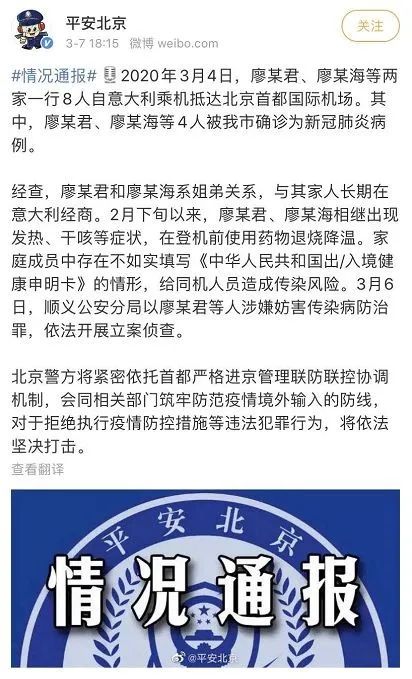 平安北京
3-7 18:15 微博 weibo.com
关注
#情况通报# 2020年3月4日，廖某君、廖某海等两
家一行8人自意大利乘机抵达北京首都国际机场。其
中，廖某君、廖某海等4人被我市确诊为新冠肺炎病
例。
经查，廖某君和廖某海系姐弟关系，与其家人长期在
意大利经商。2月下旬以来，廖某君、廖某海相继出现
发热、干咳等症状，在登机前使用药物退烧降温。家
庭成员中存在不如实填写《中华人民共和国出/入境健
康申明卡》的情形，给同机人员造成传染风险。3月6
日，顺义公安分局以廖某君等人涉嫌妨害传染病防治
罪，依法开展立案侦查。
北京警方将紧密依托首都严格进京管理联防联控协调
机制，会同相关部门筑牢防范疫情境外输入的防线，
对于拒绝执行疫情防控措施等违法犯罪行为，将依法
坚决打击。
查看翻译
平安北京
情况通报
@平安北京